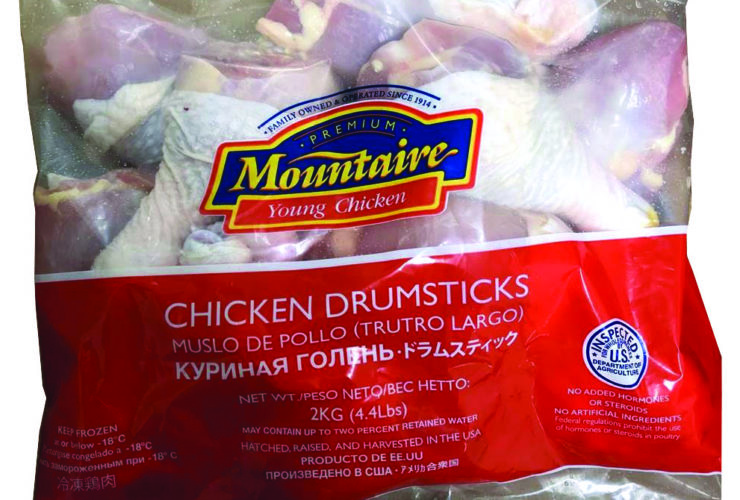 FAMILY OWNED & OPERATED SINCE 1914
PREMIUM
Mountaire
Young Chicken
CHICKEN DRUMSTICKS
MUSLO DE POLLO (TRUTRO LARGO)
КУРИНАЯ ГОЛЕНЬ · ドラムスティック
NET WT./PESO NETO/ВЕС НЕТТО:
2KG (4.4Lbs)
MAY CONTAIN UP TO TWO PERCENT RETAINED WATER
HATCHED, RAISED, AND HARVESTED IN THE USA
PRODUCTO DE EE.UU
ПРОИЗВЕДЕНО В США · アメリカ合衆国
KEEP FROZEN
or below -18°C
congelado a -18°C
замороженным при -18°C
冷凍鶏肉
INSPECTED
FOR WHOLESOMENESS
BY
U.S.
DEPARTMENT OF
AGRICULTURE
NO ADDED HORMONES
OR STEROIDS
NO ARTIFICIAL INGREDIENTS
Federal regulations prohibit the use
of hormones or steroids in poultry